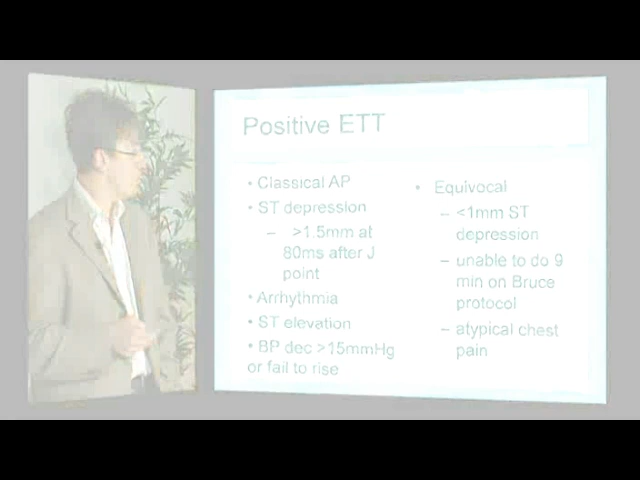 Positive ETT
• Classical AP
• ST depression
– >1.5mm at
80ms after J
point
• Arrhythmia
• ST elevation
• BP dec >15mmHg
or fail to rise
• Equivocal
– <1mm ST
depression
– unable to do 9
min on Bruce
protocol
– atypical chest
pain